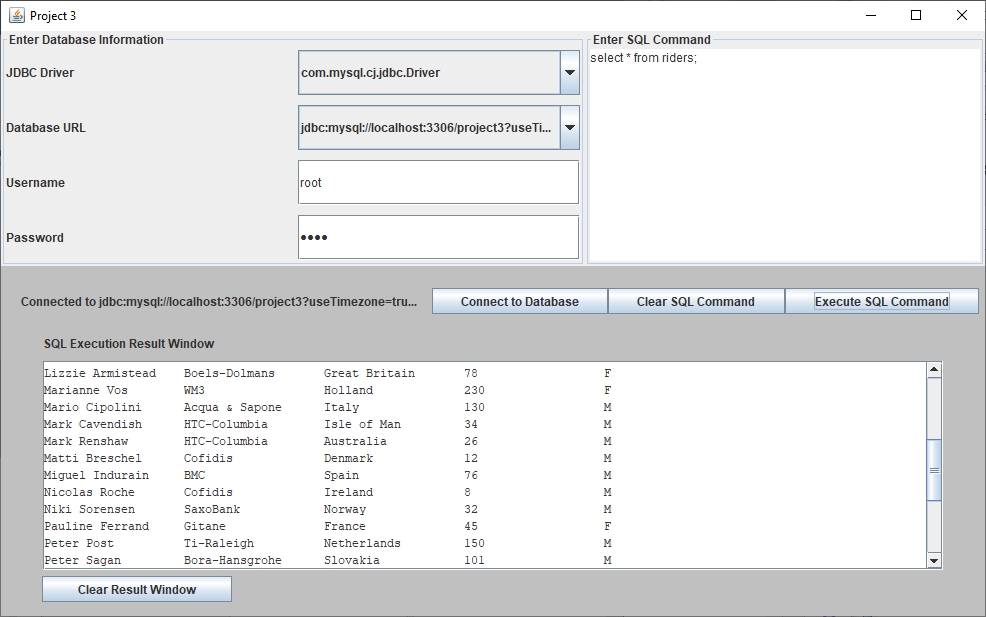 Project 3
Enter Database Information
JDBC Driver
com.mysql.cj.jdbc.Driver
Database URL
jdbc:mysql://localhost:3306/project3?useTi...
Username
root
Password
••••
Enter SQL Command
select * from riders;
Connected to jdbc:mysql://localhost:3306/project3?useTimezone=tru...
Connect to Database
Clear SQL Command
Execute SQL Command
SQL Execution Result Window
Lizzie Armistead Boels-Dolmans Great Britain 78 F
Marianne Vos WM3 Holland 230 F
Mario Cipolini Acqua & Sapone Italy 130 M
Mark Cavendish HTC-Columbia Isle of Man 34 M
Mark Renshaw HTC-Columbia Australia 26 M
Matti Breschel Cofidis Denmark 12 M
Miguel Indurain BMC Spain 76 M
Nicolas Roche Cofidis Ireland 8 M
Niki Sorensen SaxoBank Norway 32 M
Pauline Ferrand Gitane France 45 F
Peter Post Ti-Raleigh Netherlands 150 M
Peter Sagan Bora-Hansgrohe Slovakia 101 M
Clear Result Window